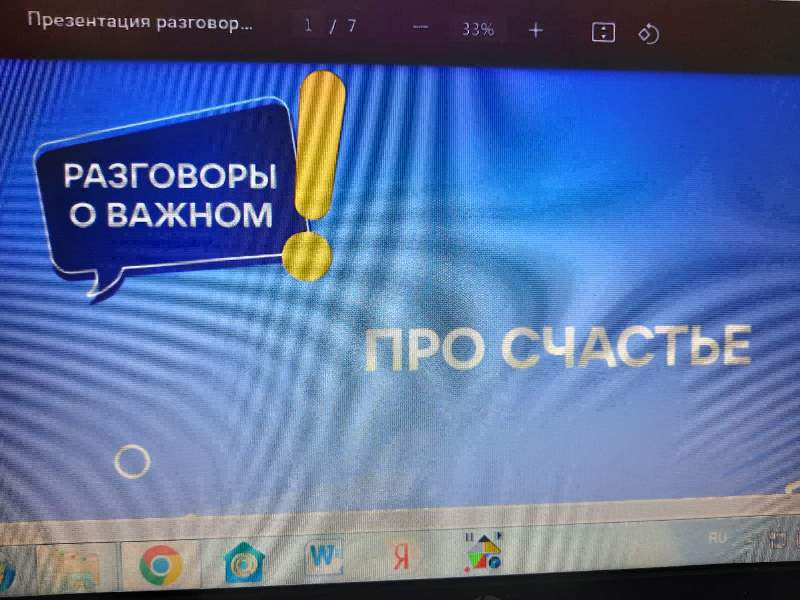 Презентация разговор...
1 / 7
33%
РАЗГОВОРЫ
О ВАЖНОМ
ПРО СЧАСТЬЕ
W
Я
RU